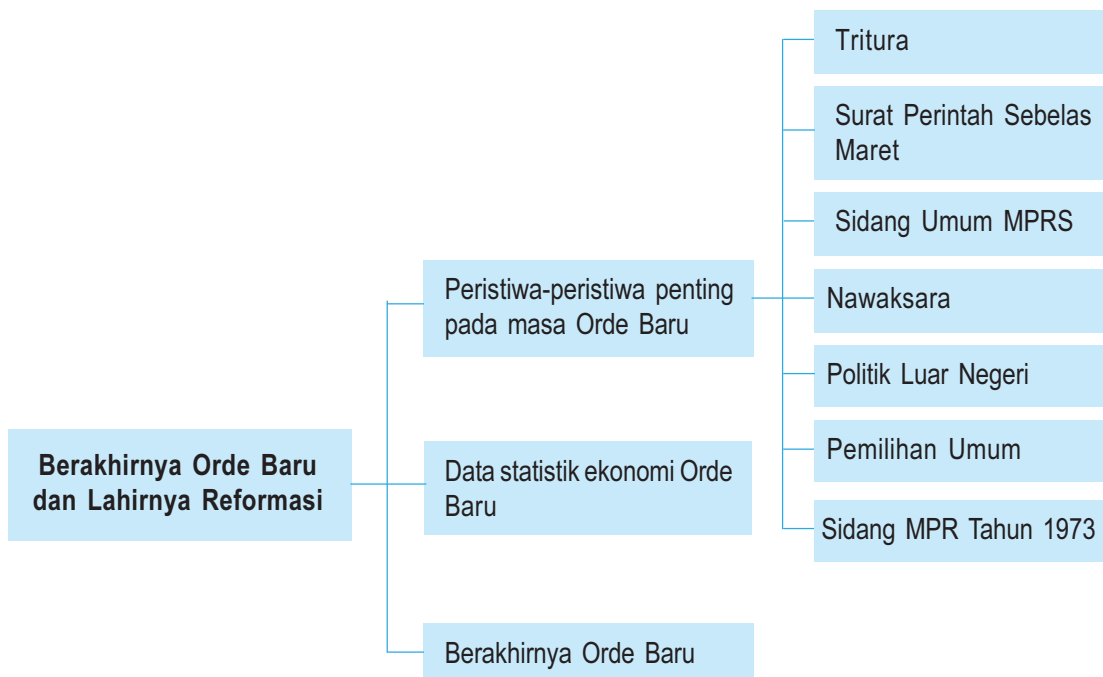 Berakhirnya Orde Baru
dan Lahirnya Reformasi
Peristiwa-peristiwa penting
pada masa Orde Baru
Tritura
Surat Perintah Sebelas
Maret
Sidang Umum MPRS
Nawaksara
Politik Luar Negeri
Pemilihan Umum
Sidang MPR Tahun 1973
Data statistik ekonomi Orde
Baru
Berakhirnya Orde Baru